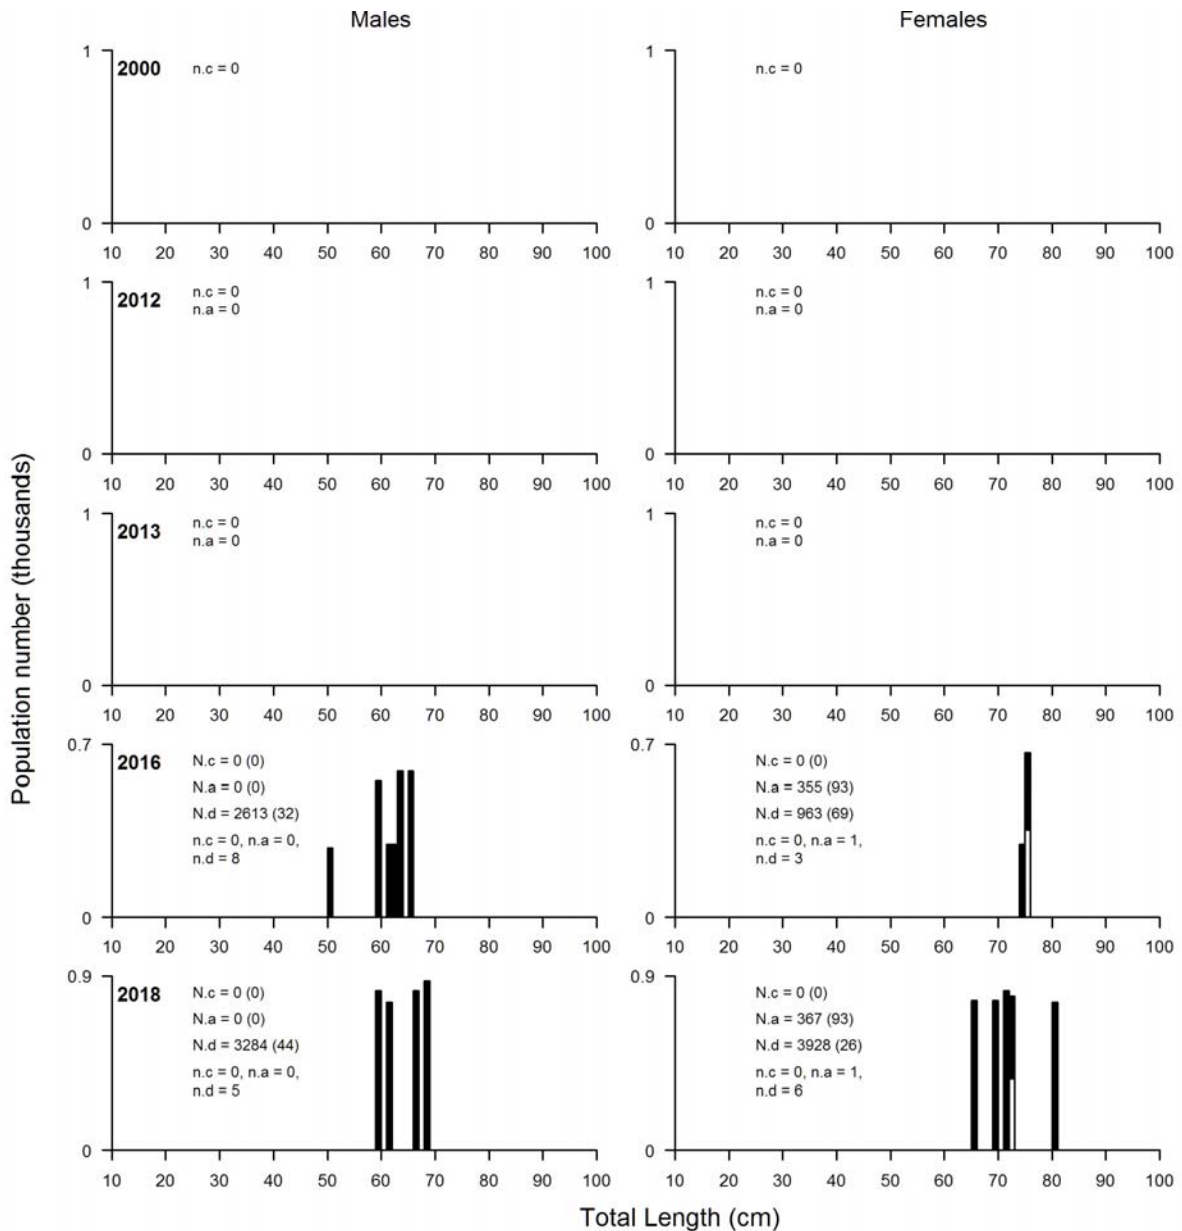 Males
Females
Population number (thousands)
1
2000
n.c = 0
0
10 20 30 40 50 60 70 80 90 100
1
n.c = 0
0
10 20 30 40 50 60 70 80 90 100
1
2012
n.c = 0
n.a = 0
0
10 20 30 40 50 60 70 80 90 100
1
n.c = 0
n.a = 0
0
10 20 30 40 50 60 70 80 90 100
1
2013
n.c = 0
n.a = 0
0
10 20 30 40 50 60 70 80 90 100
1
n.c = 0
n.a = 0
0
10 20 30 40 50 60 70 80 90 100
0.7
2016
N.c = 0 (0)
N.a = 0 (0)
N.d = 2613 (32)
n.c = 0, n.a = 0,
n.d = 8
0
10 20 30 40 50 60 70 80 90 100
0.7
N.c = 0 (0)
N.a = 355 (93)
N.d = 963 (69)
n.c = 0, n.a = 1,
n.d = 3
0
10 20 30 40 50 60 70 80 90 100
0.9
2018
N.c = 0 (0)
N.a = 0 (0)
N.d = 3284 (44)
n.c = 0, n.a = 0,
n.d = 5
0
10 20 30 40 50 60 70 80 90 100
0.9
N.c = 0 (0)
N.a = 367 (93)
N.d = 3928 (26)
n.c = 0, n.a = 1,
n.d = 6
0
10 20 30 40 50 60 70 80 90 100
Total Length (cm)